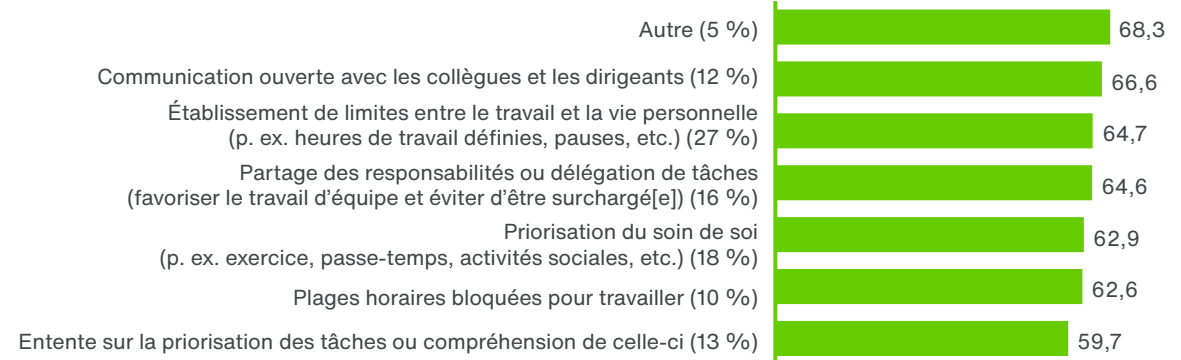 Autre (5 %) 68,3
Communication ouverte avec les collègues et les dirigeants (12 %) 66,6
Établissement de limites entre le travail et la vie personnelle
(p. ex. heures de travail définies, pauses, etc.) (27 %) 64,7
Partage des responsabilités ou délégation de tâches
(favoriser le travail d’équipe et éviter d’être surchargé[e]) (16 %) 64,6
Priorisation du soin de soi
(p. ex. exercice, passe-temps, activités sociales, etc.) (18 %) 62,9
Plages horaires bloquées pour travailler (10 %) 62,6
Entente sur la priorisation des tâches ou compréhension de celle-ci (13 %) 59,7